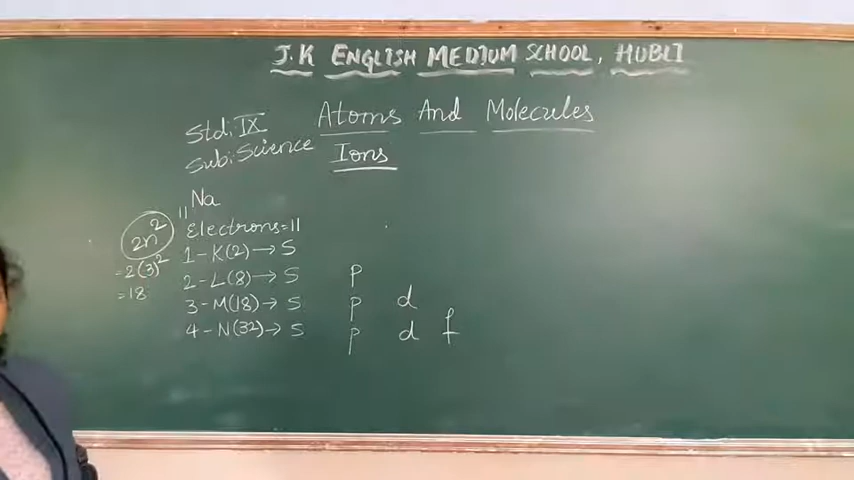 J.K ENGLISH MEDIUM SCHOOL, HUBLI
Std: IX Atoms And Molecules
Sub: Science Ions
Na
11
Electrons=11
2n²
1-K(2)→S
=2(3)²
2-L(8)→S p
=18
3-M(18)→S p d
4-N(32)→S p d f